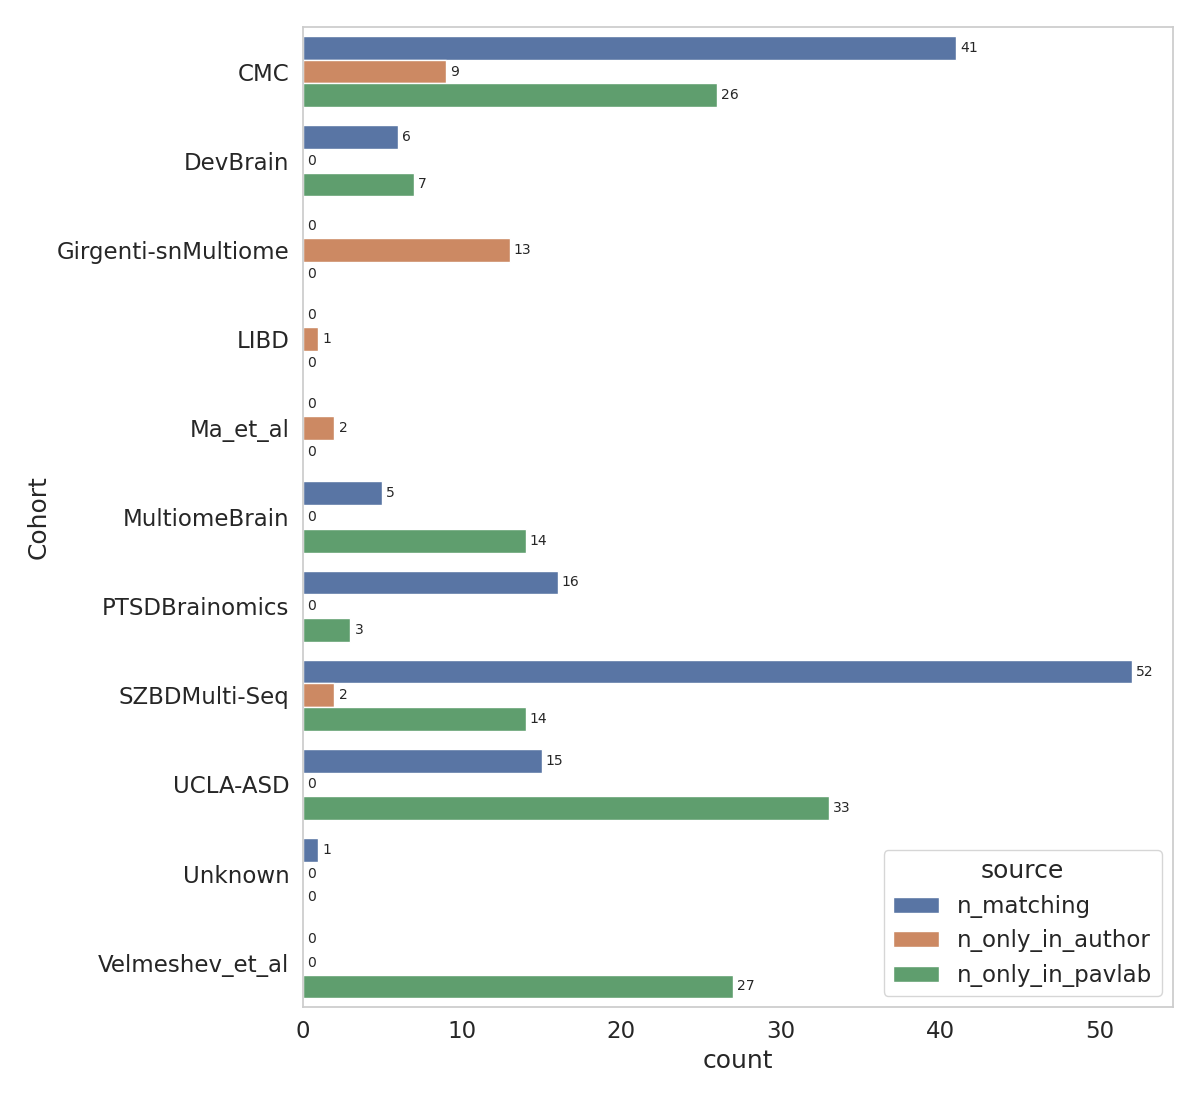 CMC
41
9
26
DevBrain
6
0
7
Girgenti-snMultiome
0
13
0
LIBD
0
1
0
Ma_et_al
0
2
0
MultiomeBrain
5
0
14
PTSDBrainomics
16
0
3
SZBDMulti-Seq
52
2
14
UCLA-ASD
15
0
33
Unknown
1
0
0
Velmeshev_et_al
0
0
27
Cohort
0 10 20 30 40 50
count
source
n_matching
n_only_in_author
n_only_in_pavlab